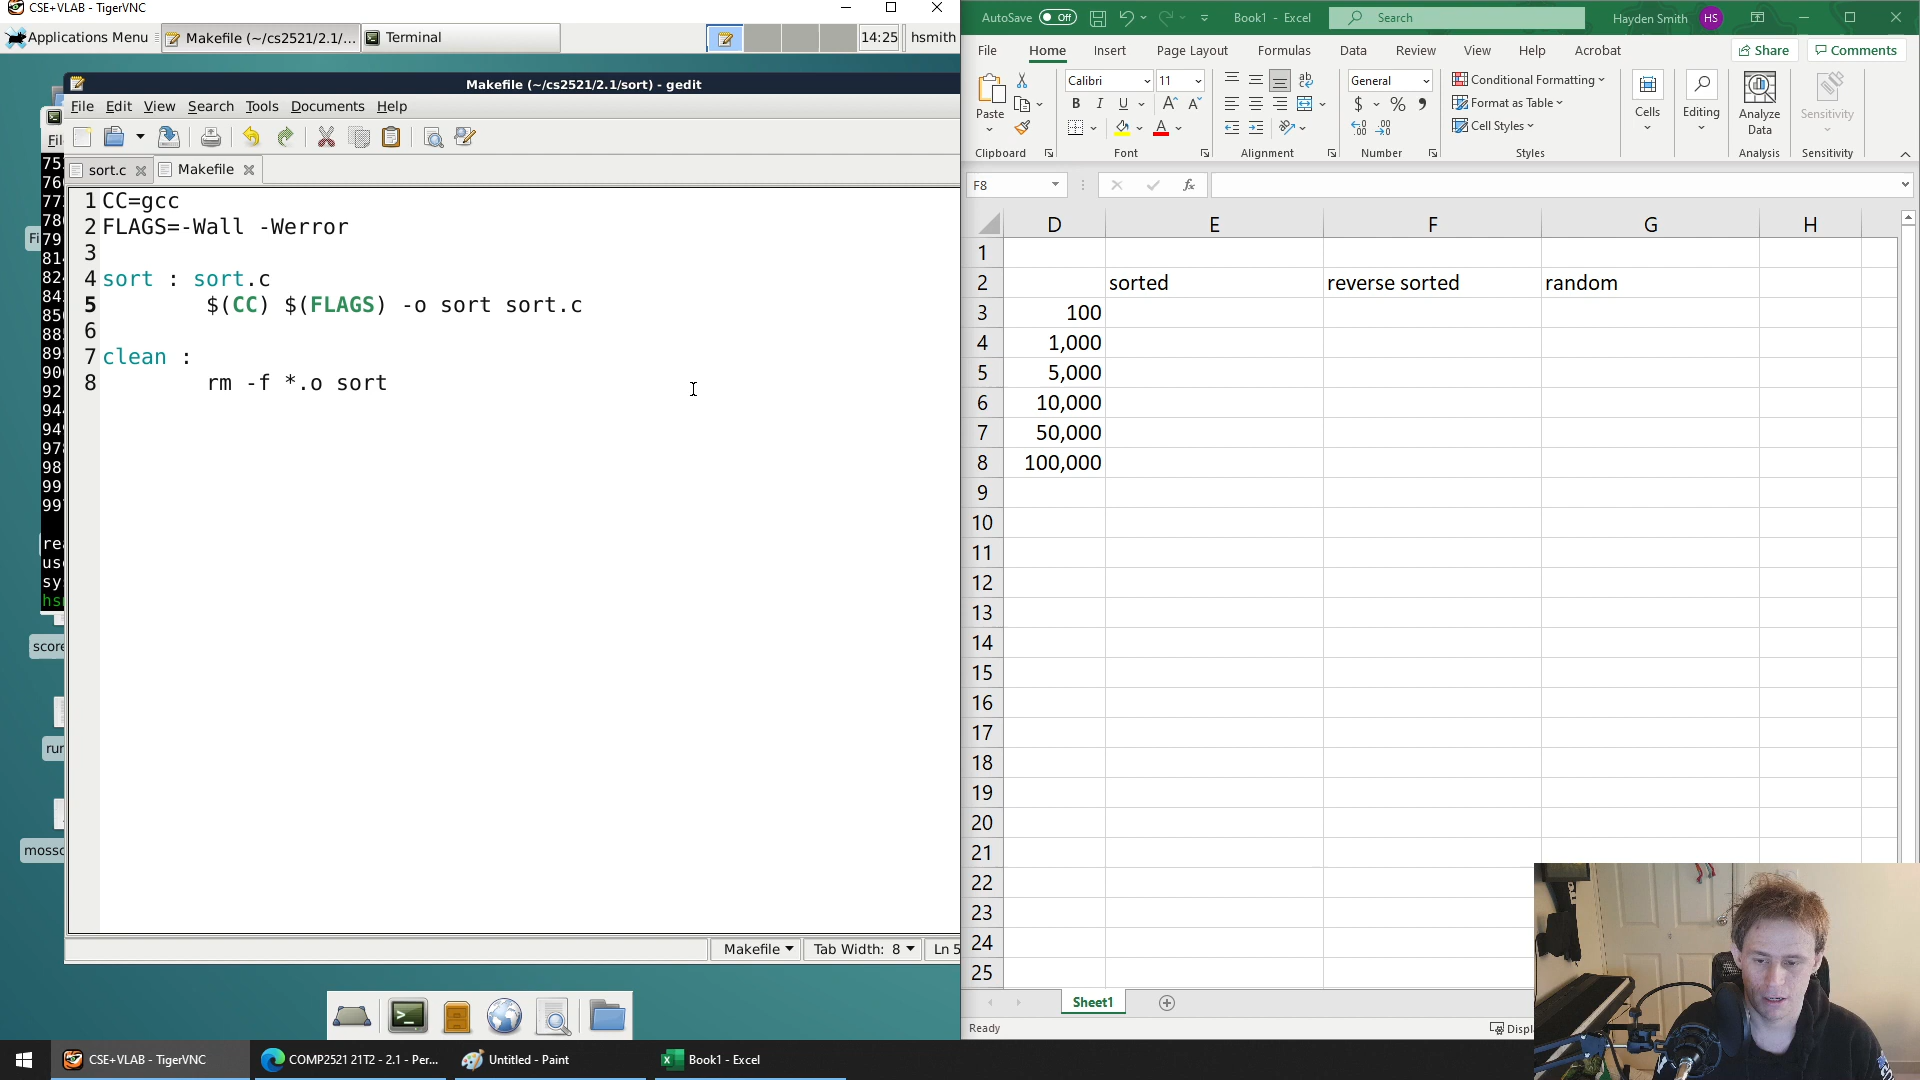 CSE+VLAB - TigerVNC
Applications Menu
Makefile (~/cs2521/2.1/...
Terminal
14:25
hsmith
Makefile (~/cs2521/2.1/sort) - gedit
File Edit View Search Tools Documents Help
sort.c
Makefile
1 CC=gcc
2 FLAGS=-Wall -Werror
3
4 sort : sort.c
5 $(CC) $(FLAGS) -o sort sort.c
6
7 clean :
8 rm -f *.o sort
Makefile
Tab Width: 8
Ln 5
AutoSave Off
Book1 - Excel
Search
Hayden Smith
HS
File Home Insert Page Layout Formulas Data Review View Help Acrobat
Share
Comments
Paste
Calibri
11
General
Conditional Formatting
Format as Table
Cell Styles
Cells
Editing
Analyze Data
Sensitivity
Clipboard Font Alignment Number Styles Analysis Sensitivity
F8
fx
D E F G H
1
2 sorted reverse sorted random
3 100
4 1,000
5 5,000
6 10,000
7 50,000
8 100,000
9
10
11
12
13
14
15
16
17
18
19
20
21
22
23
24
25
Sheet1
Ready
CSE+VLAB - TigerVNC
COMP2521 21T2 - 2.1 - Per...
Untitled - Paint
Book1 - Excel